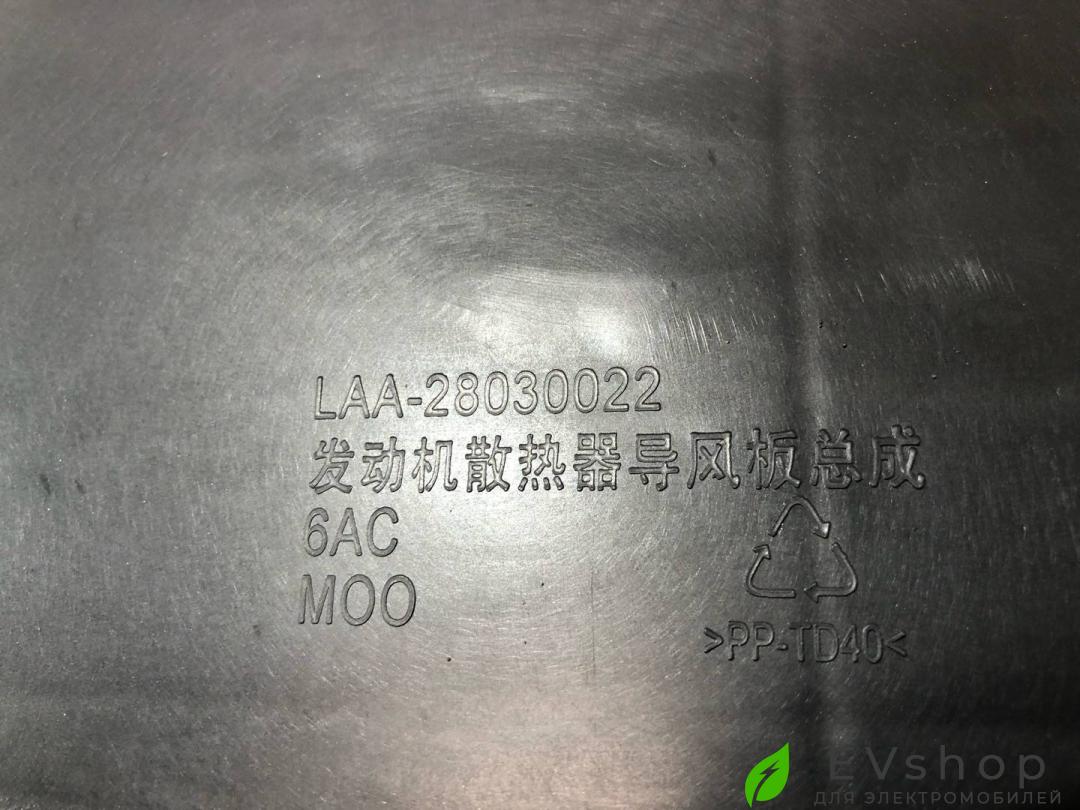 LAA-28030022
发动机散热器导风板总成
6AC
MOO
>PP-TD40<
EVshop
ДЛЯ ЭЛЕКТРОМОБИЛЕЙ